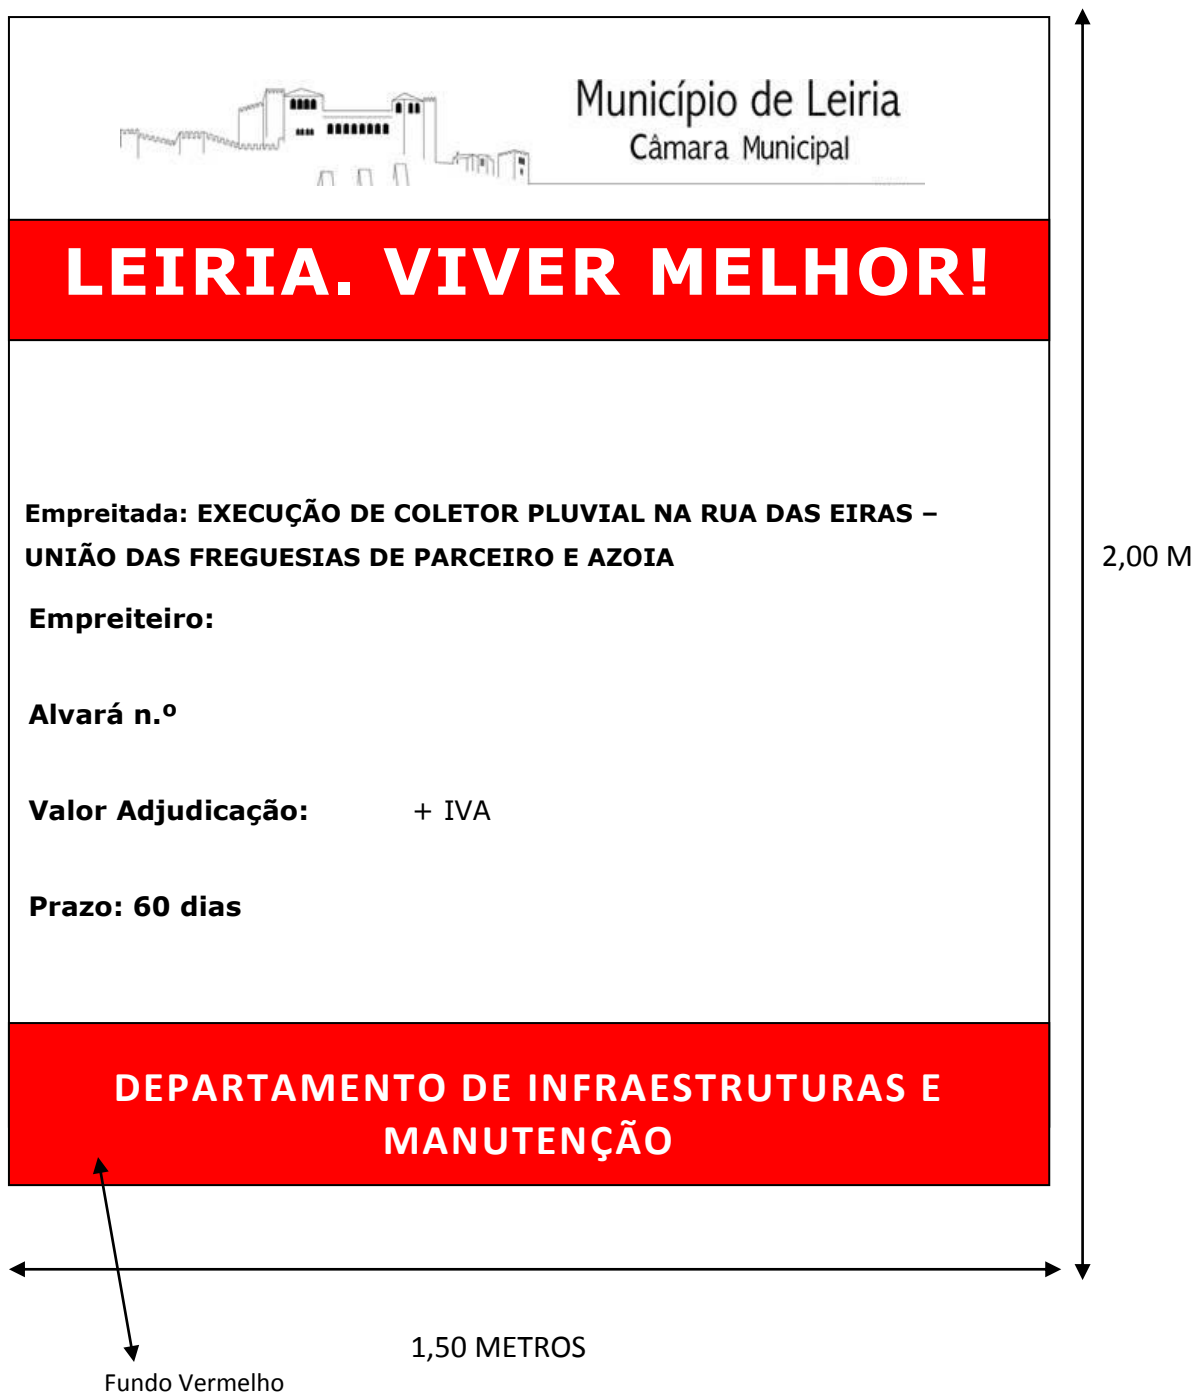 Município de Leiria
Câmara Municipal
LEIRIA. VIVER MELHOR!
Empreitada: EXECUÇÃO DE COLETOR PLUVIAL NA RUA DAS EIRAS –
UNIÃO DAS FREGUESIAS DE PARCEIRO E AZOIA
2,00 M
Empreiteiro:
Alvará n.º
Valor Adjudicação: + IVA
Prazo: 60 dias
DEPARTAMENTO DE INFRAESTRUTURAS E
MANUTENÇÃO
1,50 METROS
Fundo Vermelho